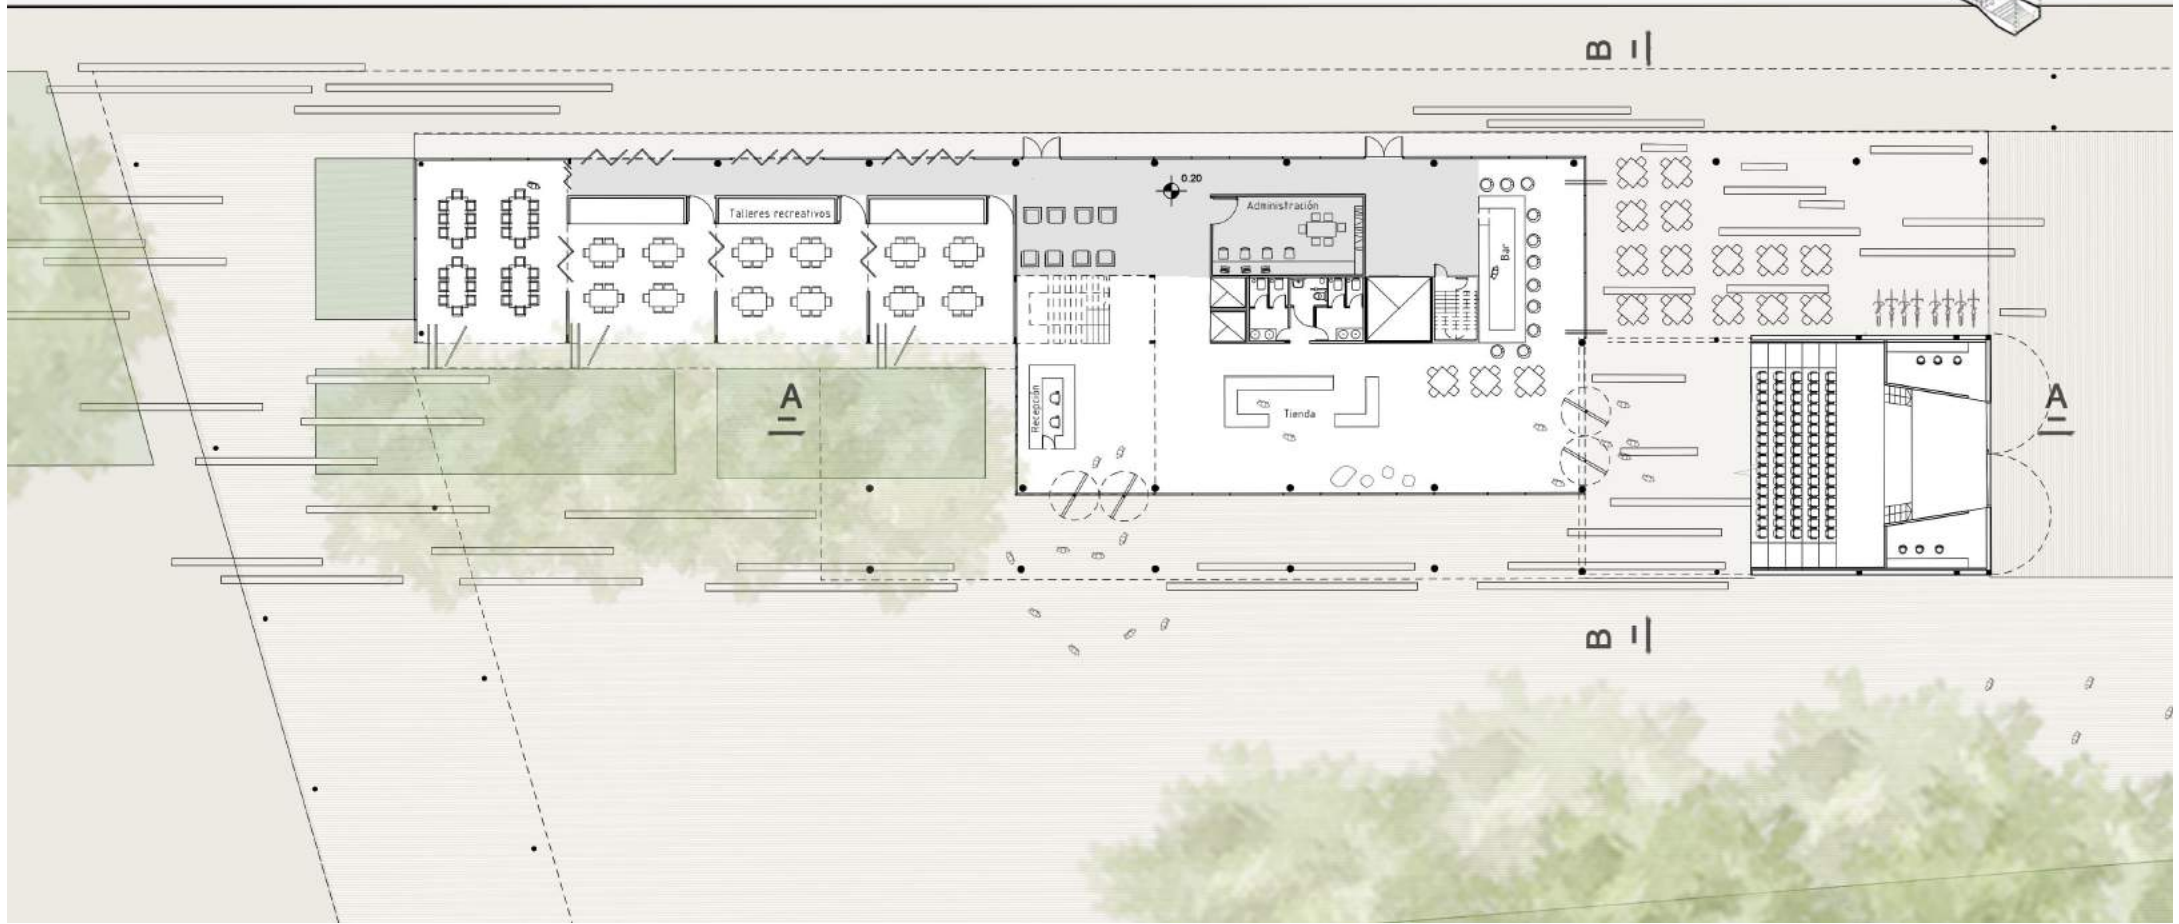 B
0.20
Talleres recreativos
Administración
Bar
A
A
Recepción
Tienda
B